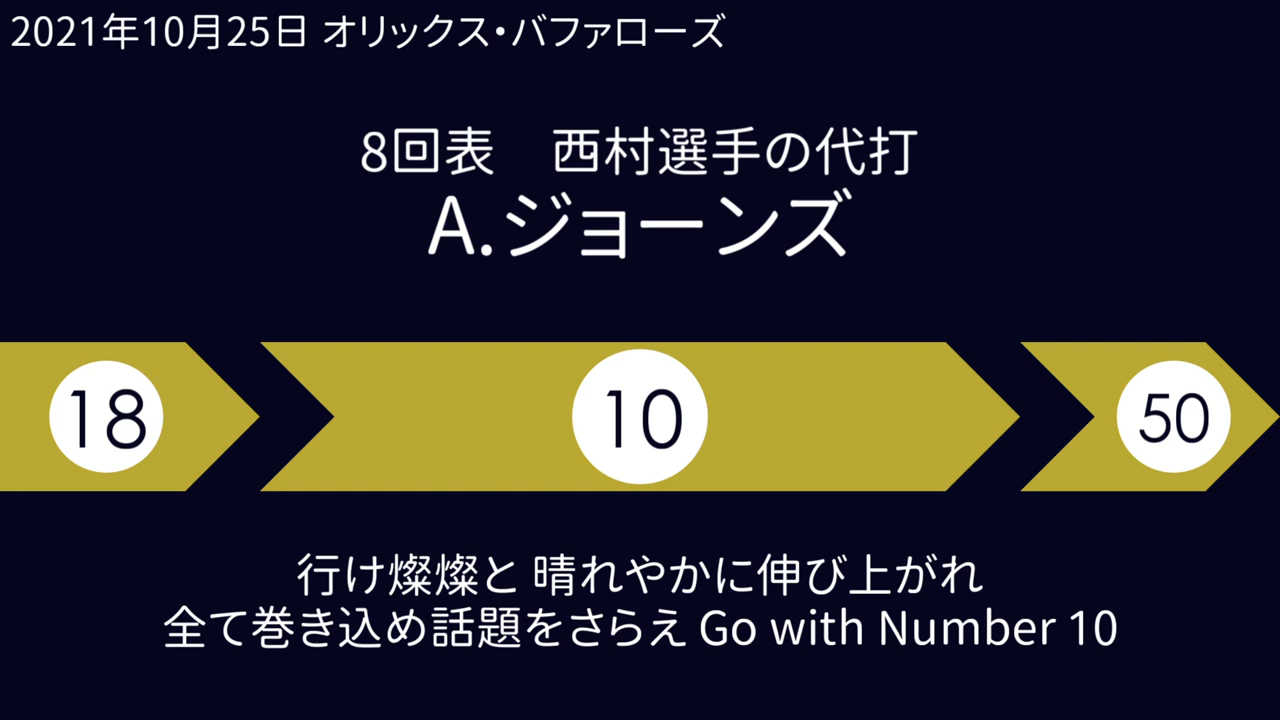 2021年10月25日 オリックス・バファローズ
8回表　西村選手の代打
A.ジョーンズ
18
10
50
行け燦燦と 晴れやかに伸び上がれ
全て巻き込め話題をさらえ Go with Number 10